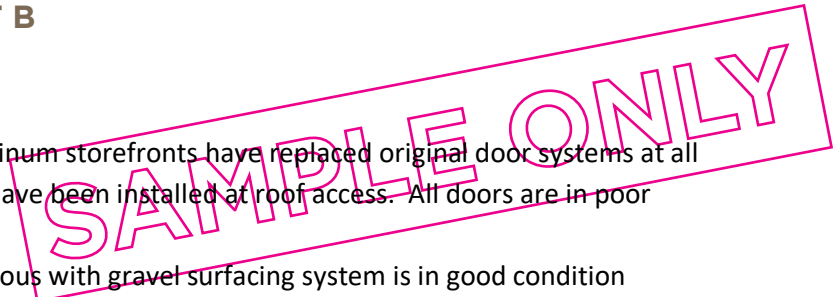 B
inum storefronts have replaced original door systems at all
have been installed at roof access.  All doors are in poor
ous with gravel surfacing system is in good condition
SAMPLE ONLY